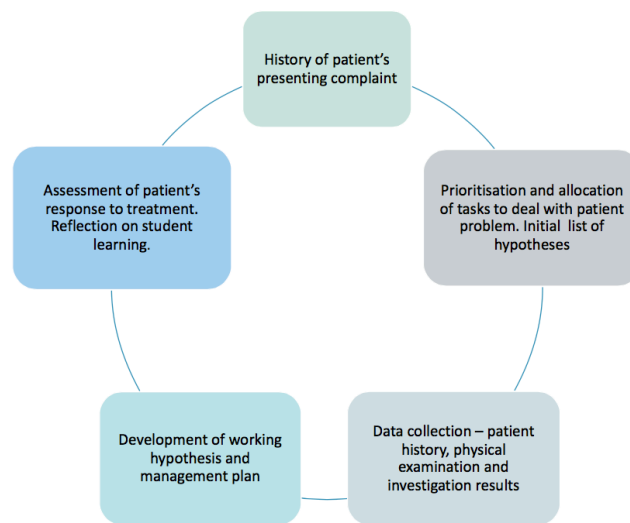 History of patient's
presenting complaint
Prioritisation and allocation
of tasks to deal with patient
problem. Initial list of
hypotheses
Data collection – patient
history, physical
examination and
investigation results
Development of working
hypothesis and
management plan
Assessment of patient's
response to treatment.
Reflection on student
learning.